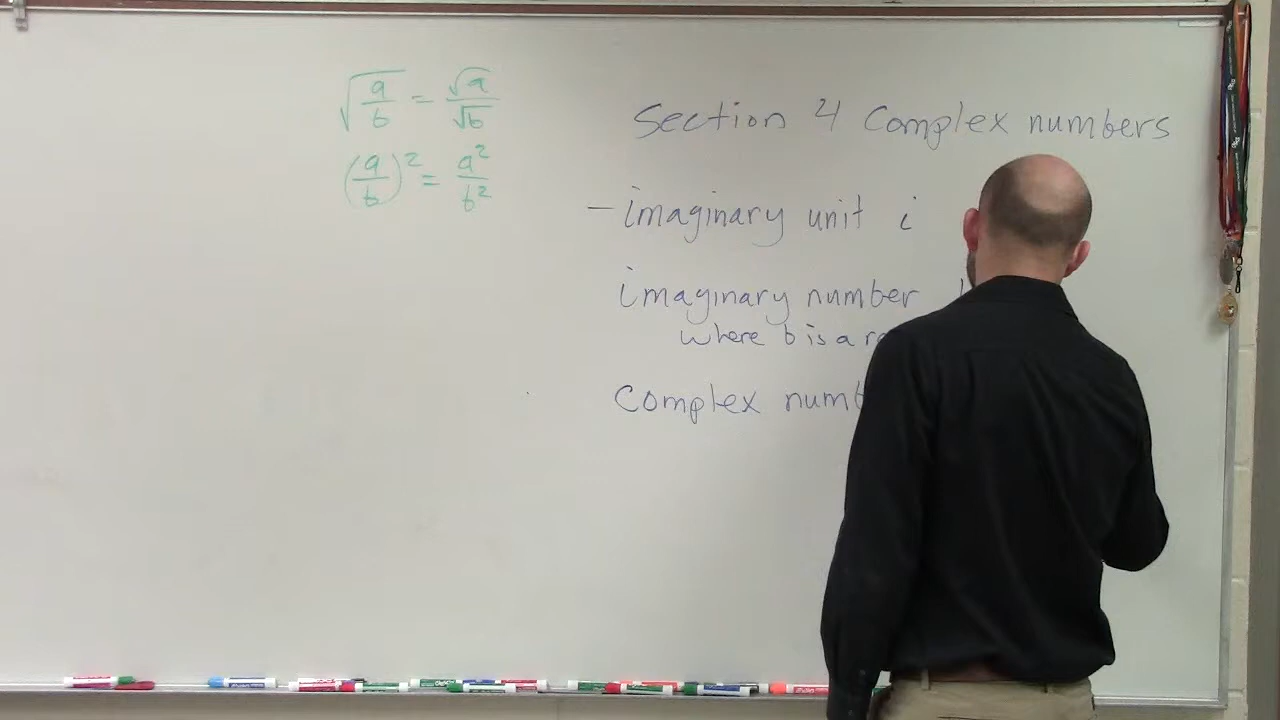 √(a/b) = √a/√b
(a/b)² = a²/b²
Section 4 Complex numbers
- imaginary unit i
imaginary number
where b is a
Complex